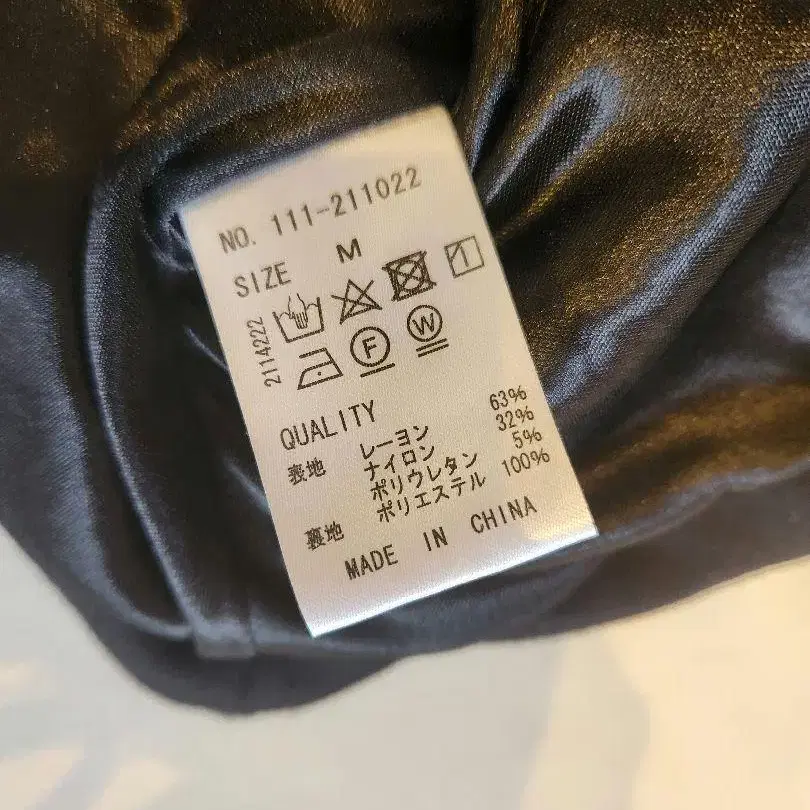 NO. 111-211022
SIZE M
2114222
F W
QUALITY
表地 レーヨン 63%
ナイロン 32%
ポリウレタン 5%
裏地 ポリエステル 100%
MADE IN CHINA